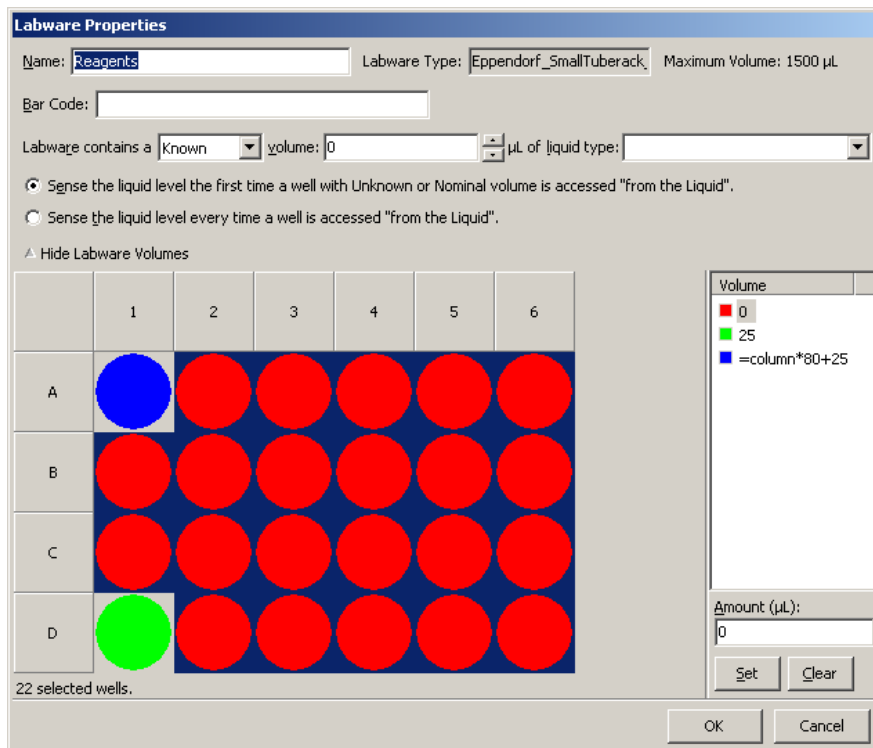 Labware Properties
Name: Reagents Labware Type: Eppendorf_SmallTuberack_ Maximum Volume: 1500 µL
Bar Code:
Labware contains a Known volume: 0 µL of liquid type:
Sense the liquid level the first time a well with Unknown or Nominal volume is accessed "from the Liquid".
Sense the liquid level every time a well is accessed "from the Liquid".
Hide Labware Volumes
Volume
0
25
=column*80+25
1 2 3 4 5 6
A
B
C
D
22 selected wells.
Amount (µL):
0
Set Clear
OK Cancel